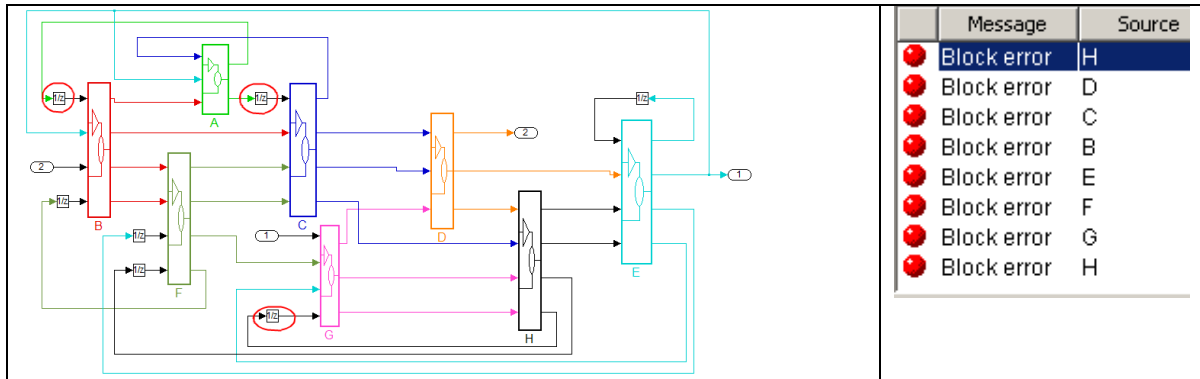 1/z
1/z
1/z
2
2
1/z
1/z
1/z
1
1
1/z
A
B
C
D
E
F
G
H
Message Source
Block error H
Block error D
Block error C
Block error B
Block error E
Block error F
Block error G
Block error H